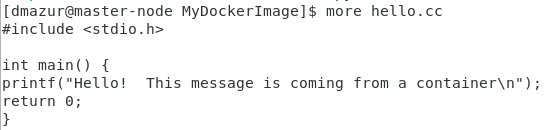 [dmazur@master-node MyDockerImage]$ more hello.cc
#include <stdio.h>

int main() {
printf("Hello!  This message is coming from a container\n");
return 0;
}